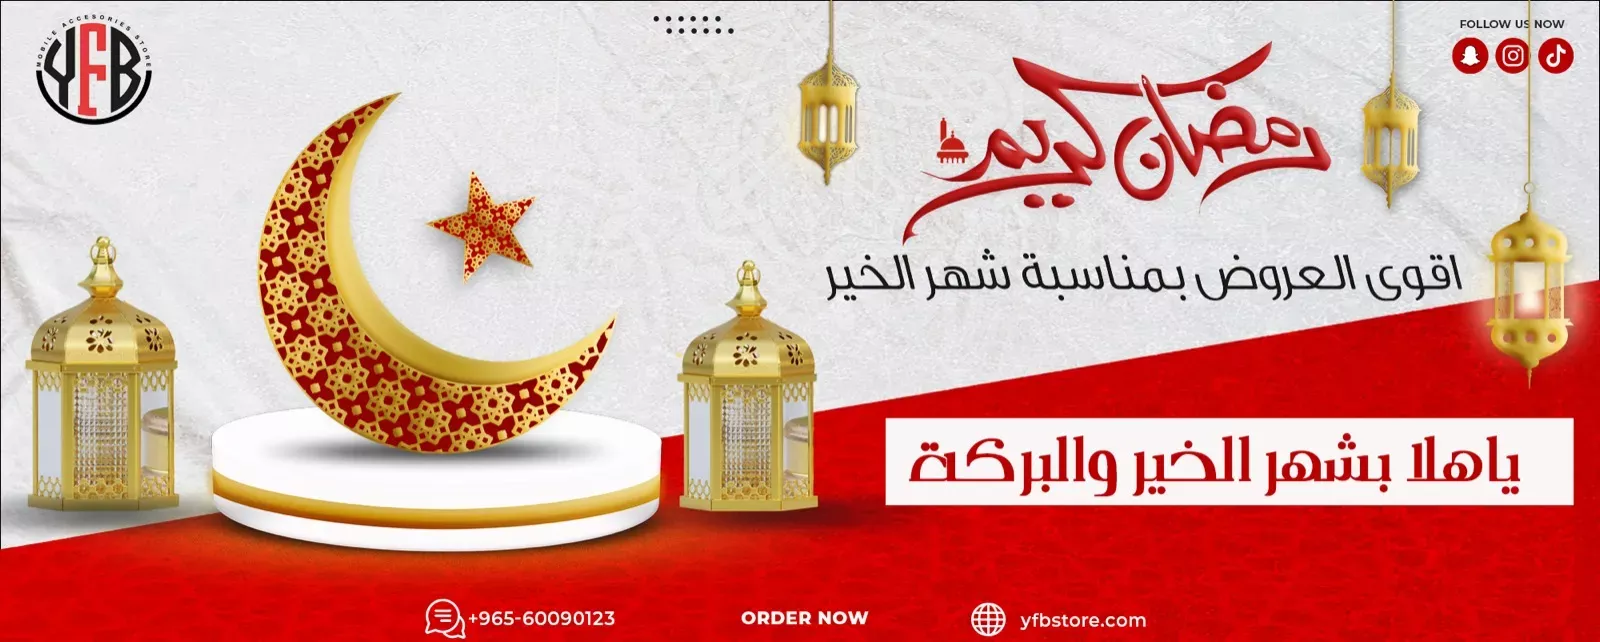 MOBILE ACCESORIES STORE
YFB
FOLLOW US NOW
رمضان كريم
اقوى العروض بمناسبة شهر الخير
ياهلا بشهر الخير والبركة
+965-60090123
ORDER NOW
yfbstore.com